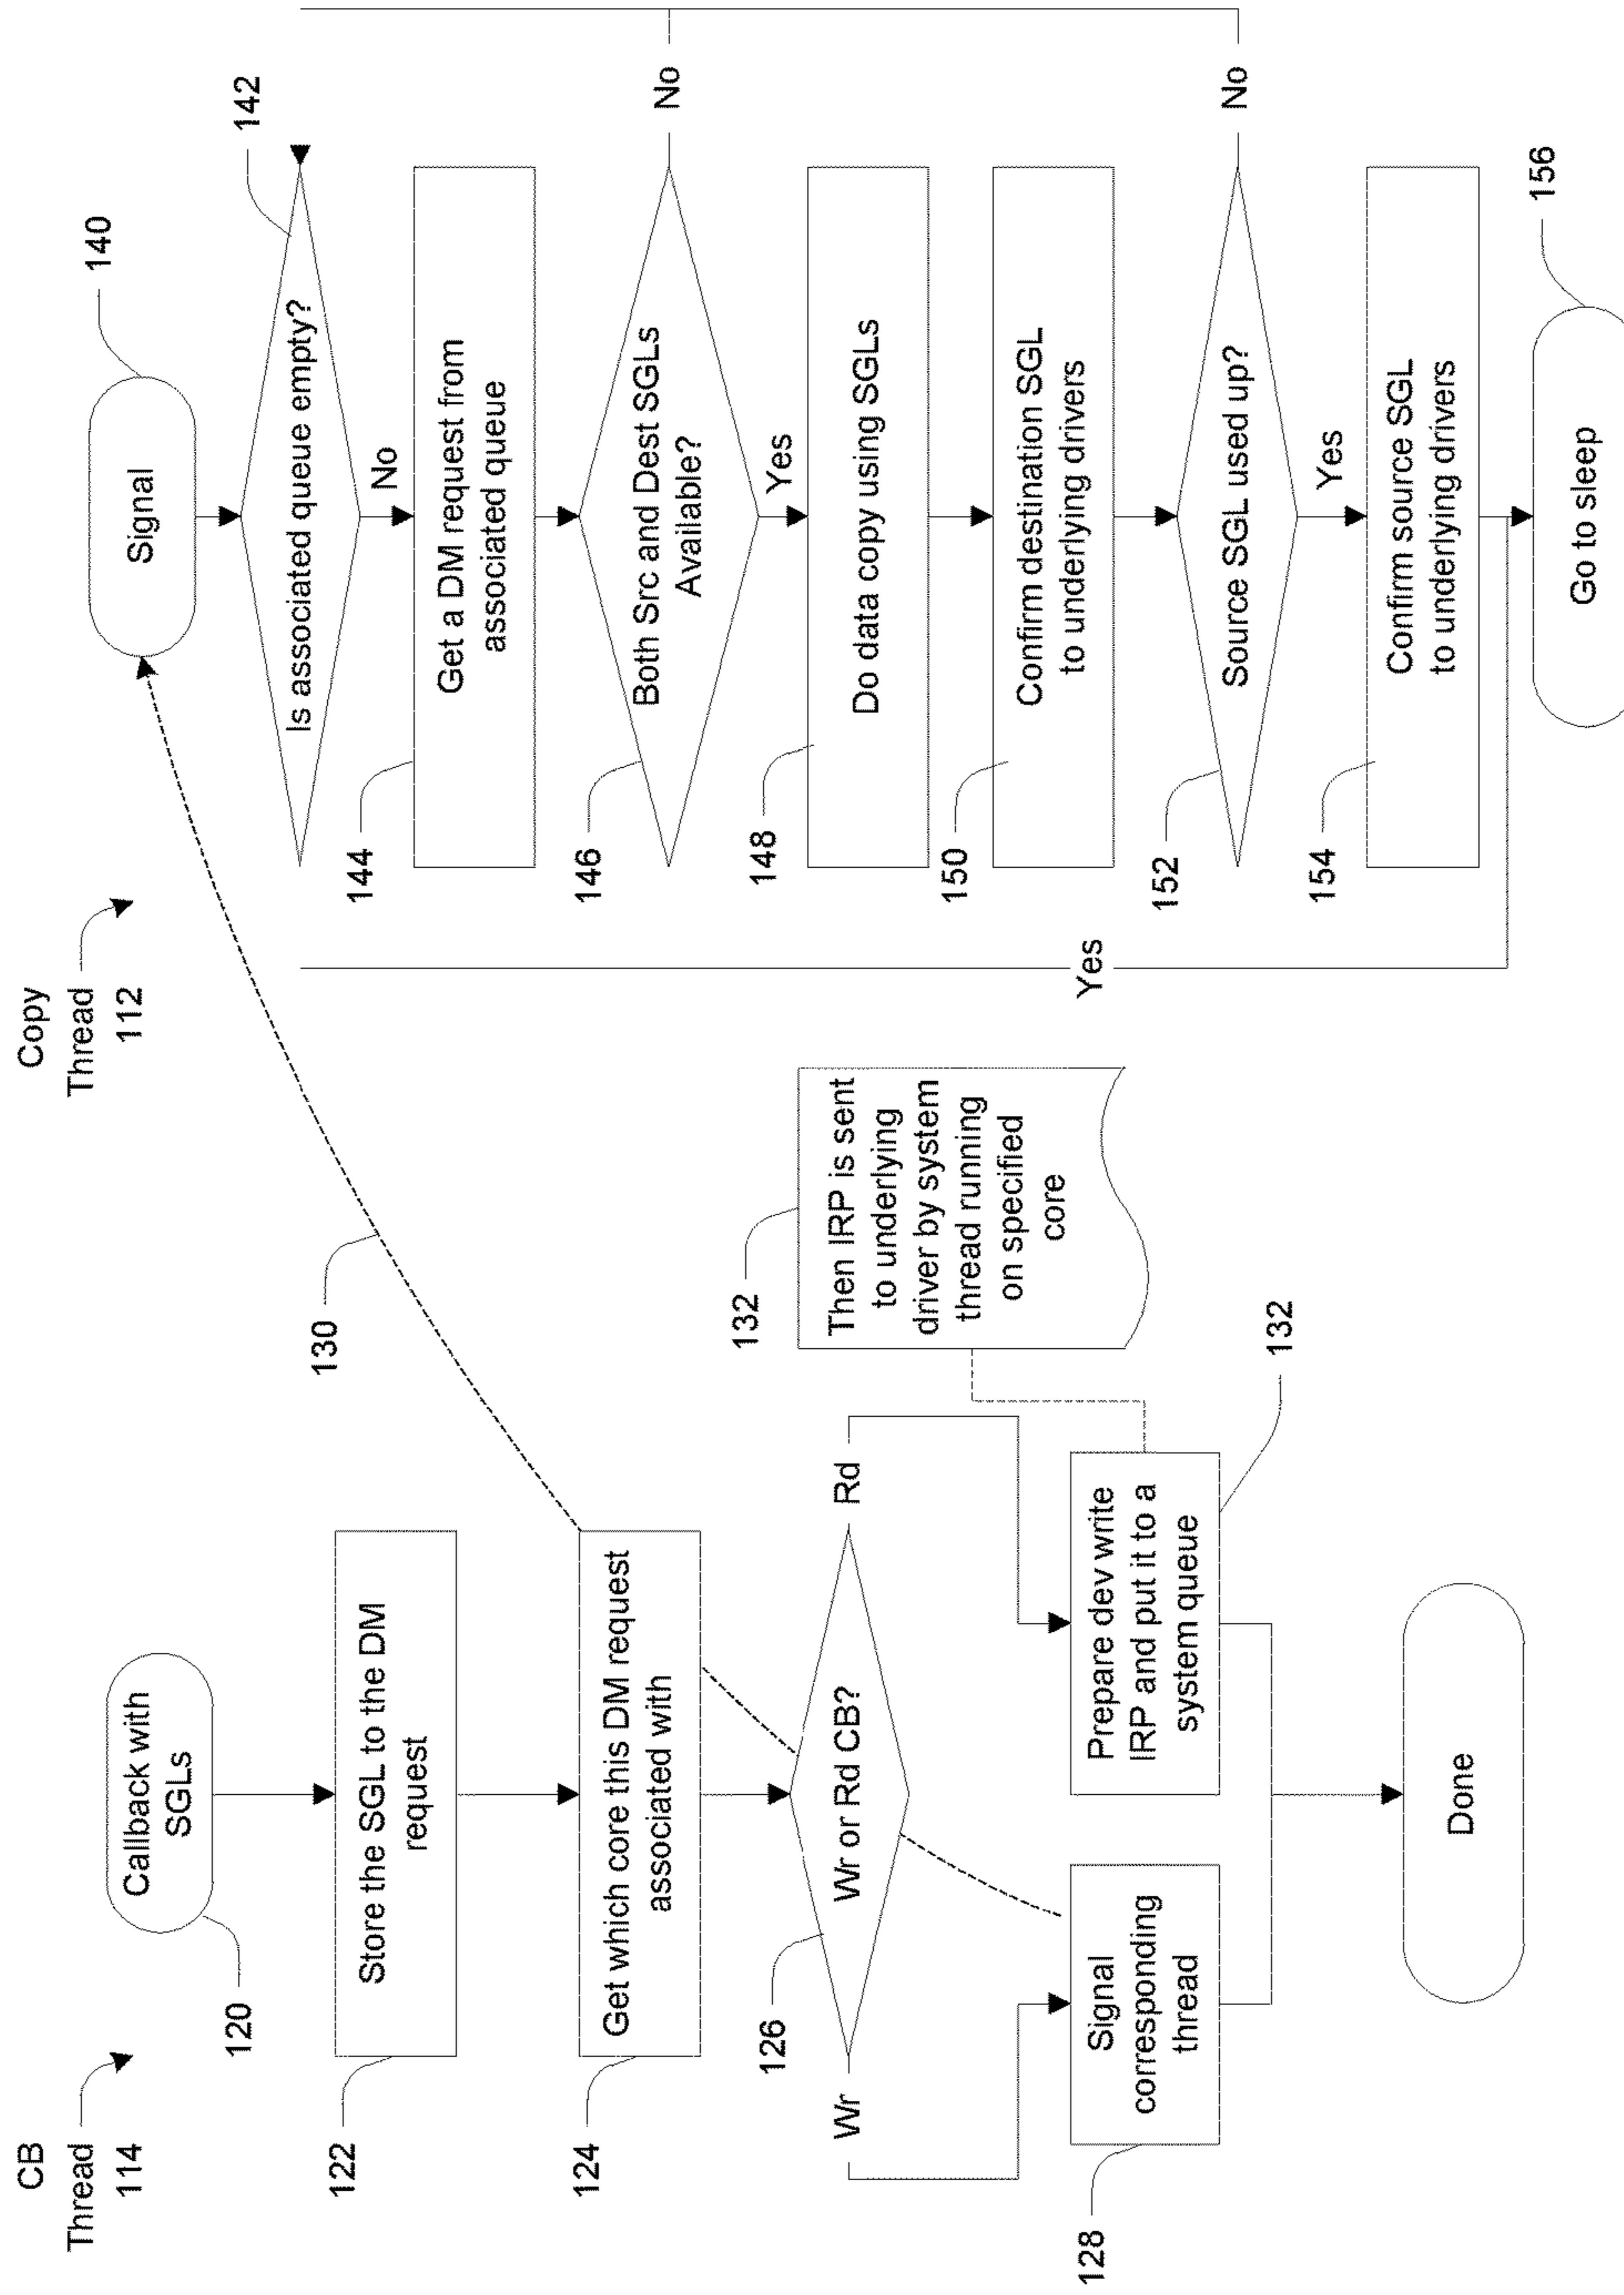 CB
Thread
114
Callback with
SGLs
120
Store the SGL to the DM
request
122
Get which core this DM request
associated with
124
Wr or Rd CB?
126
Wr
Rd
Signal
corresponding
thread
128
Prepare dev write
IRP and put it to a
system queue
132
Then IRP is sent
to underlying
driver by system
thread running
on specified
core
132
Done
130
Copy
Thread
112
Signal
140
Is associated queue empty?
142
No
Yes
Get a DM request from
associated queue
144
Both Src and Dest SGLs
Available?
146
No
Yes
Do data copy using SGLs
148
Confirm destination SGL
to underlying drivers
150
Source SGL used up?
152
No
Yes
Confirm source SGL
to underlying drivers
154
Go to sleep
156